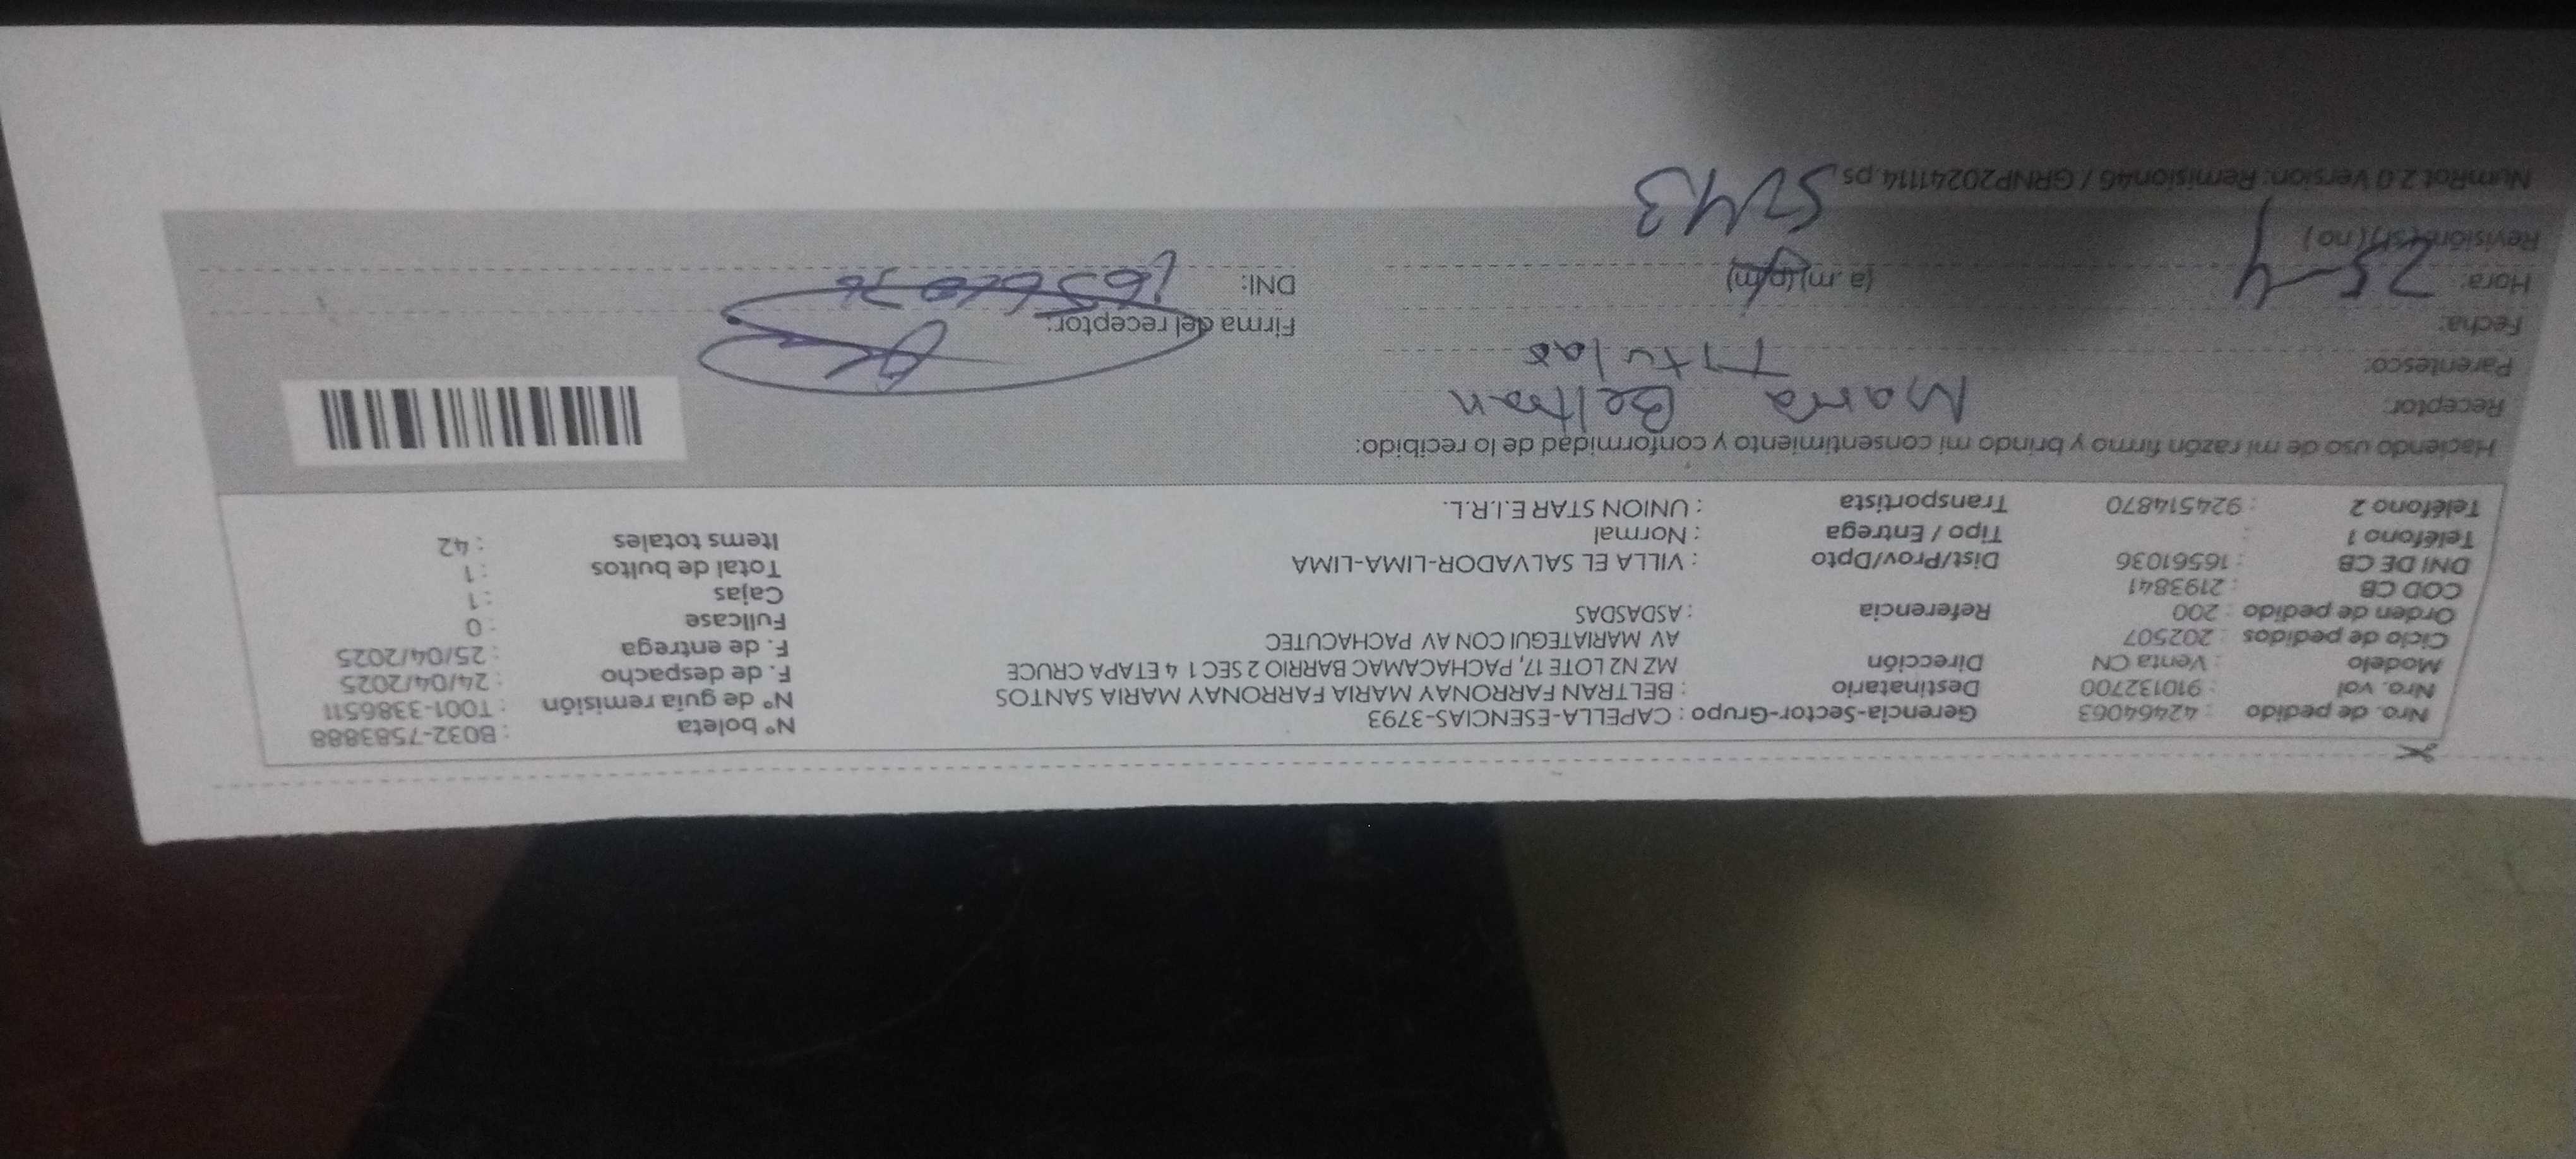 Nro. de pedido : 42464063 Gerencia-Sector-Grupo : CAPELLA-ESENCIAS-3793 N° boleta : B032-7583888
Nro. val : 910132700 Destinatario : BELTRAN FARRONAY MARIA FARRONAY MARIA SANTOS N° de guía remisión : T001-3386511
Modelo : Venta CN Dirección MZ N2 LOTE 17, PACHACAMAC BARRIO 2 SEC 1 4 ETAPA CRUCE F. de despacho : 24/04/2025
Ciclo de pedidos : 202507 AV MARIATEGUI CON AV PACHACUTEC F. de entrega : 25/04/2025
Orden de pedido : 200 Referencia : ASDASDAS Fullcase : 0
COD CB : 2193841 Cajas : 1
DNI DE CB : 16561036 Dist/Prov/Dpto : VILLA EL SALVADOR-LIMA-LIMA Total de bultos : 1
Teléfono 1 : Tipo / Entrega : Normal Items totales : 42
Teléfono 2 : 924514870 Transportista : UNION STAR E.I.R.L.
Haciendo uso de mi razón firmo y brindo mi consentimiento y conformidad de lo recibido:
Receptor: Maria Beltran
Parentesco: Titular
Fecha: Firma del receptor:
Hora: 25-4 (a.m)(p.m) DNI:
Revisión (si)(no)
5743
NumRot 2.0 Version: Remision46 / GRNP20241114.ps